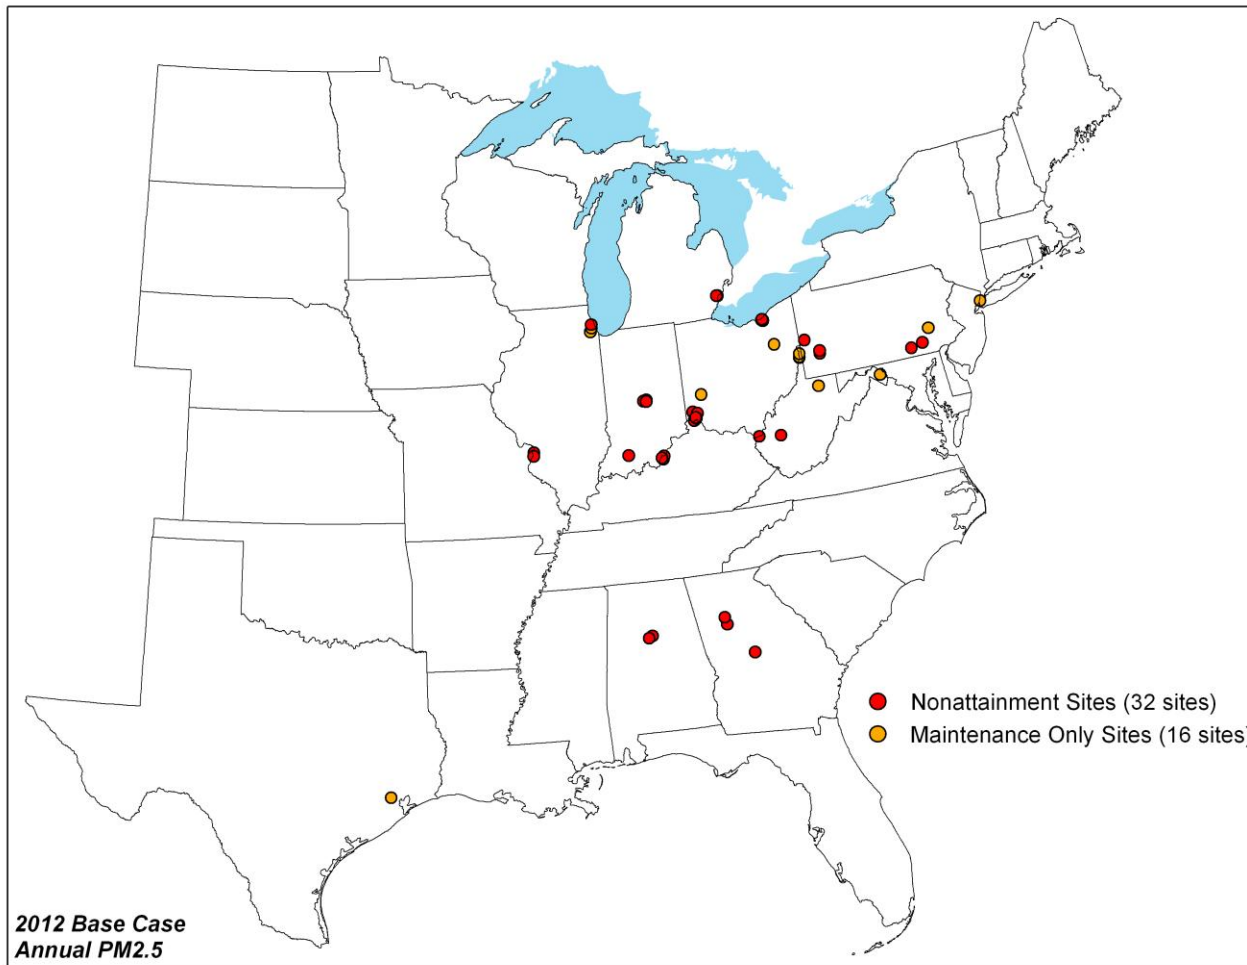 Nonattainment Sites (32 sites)
Maintenance Only Sites (16 sites)
2012 Base Case
Annual PM2.5